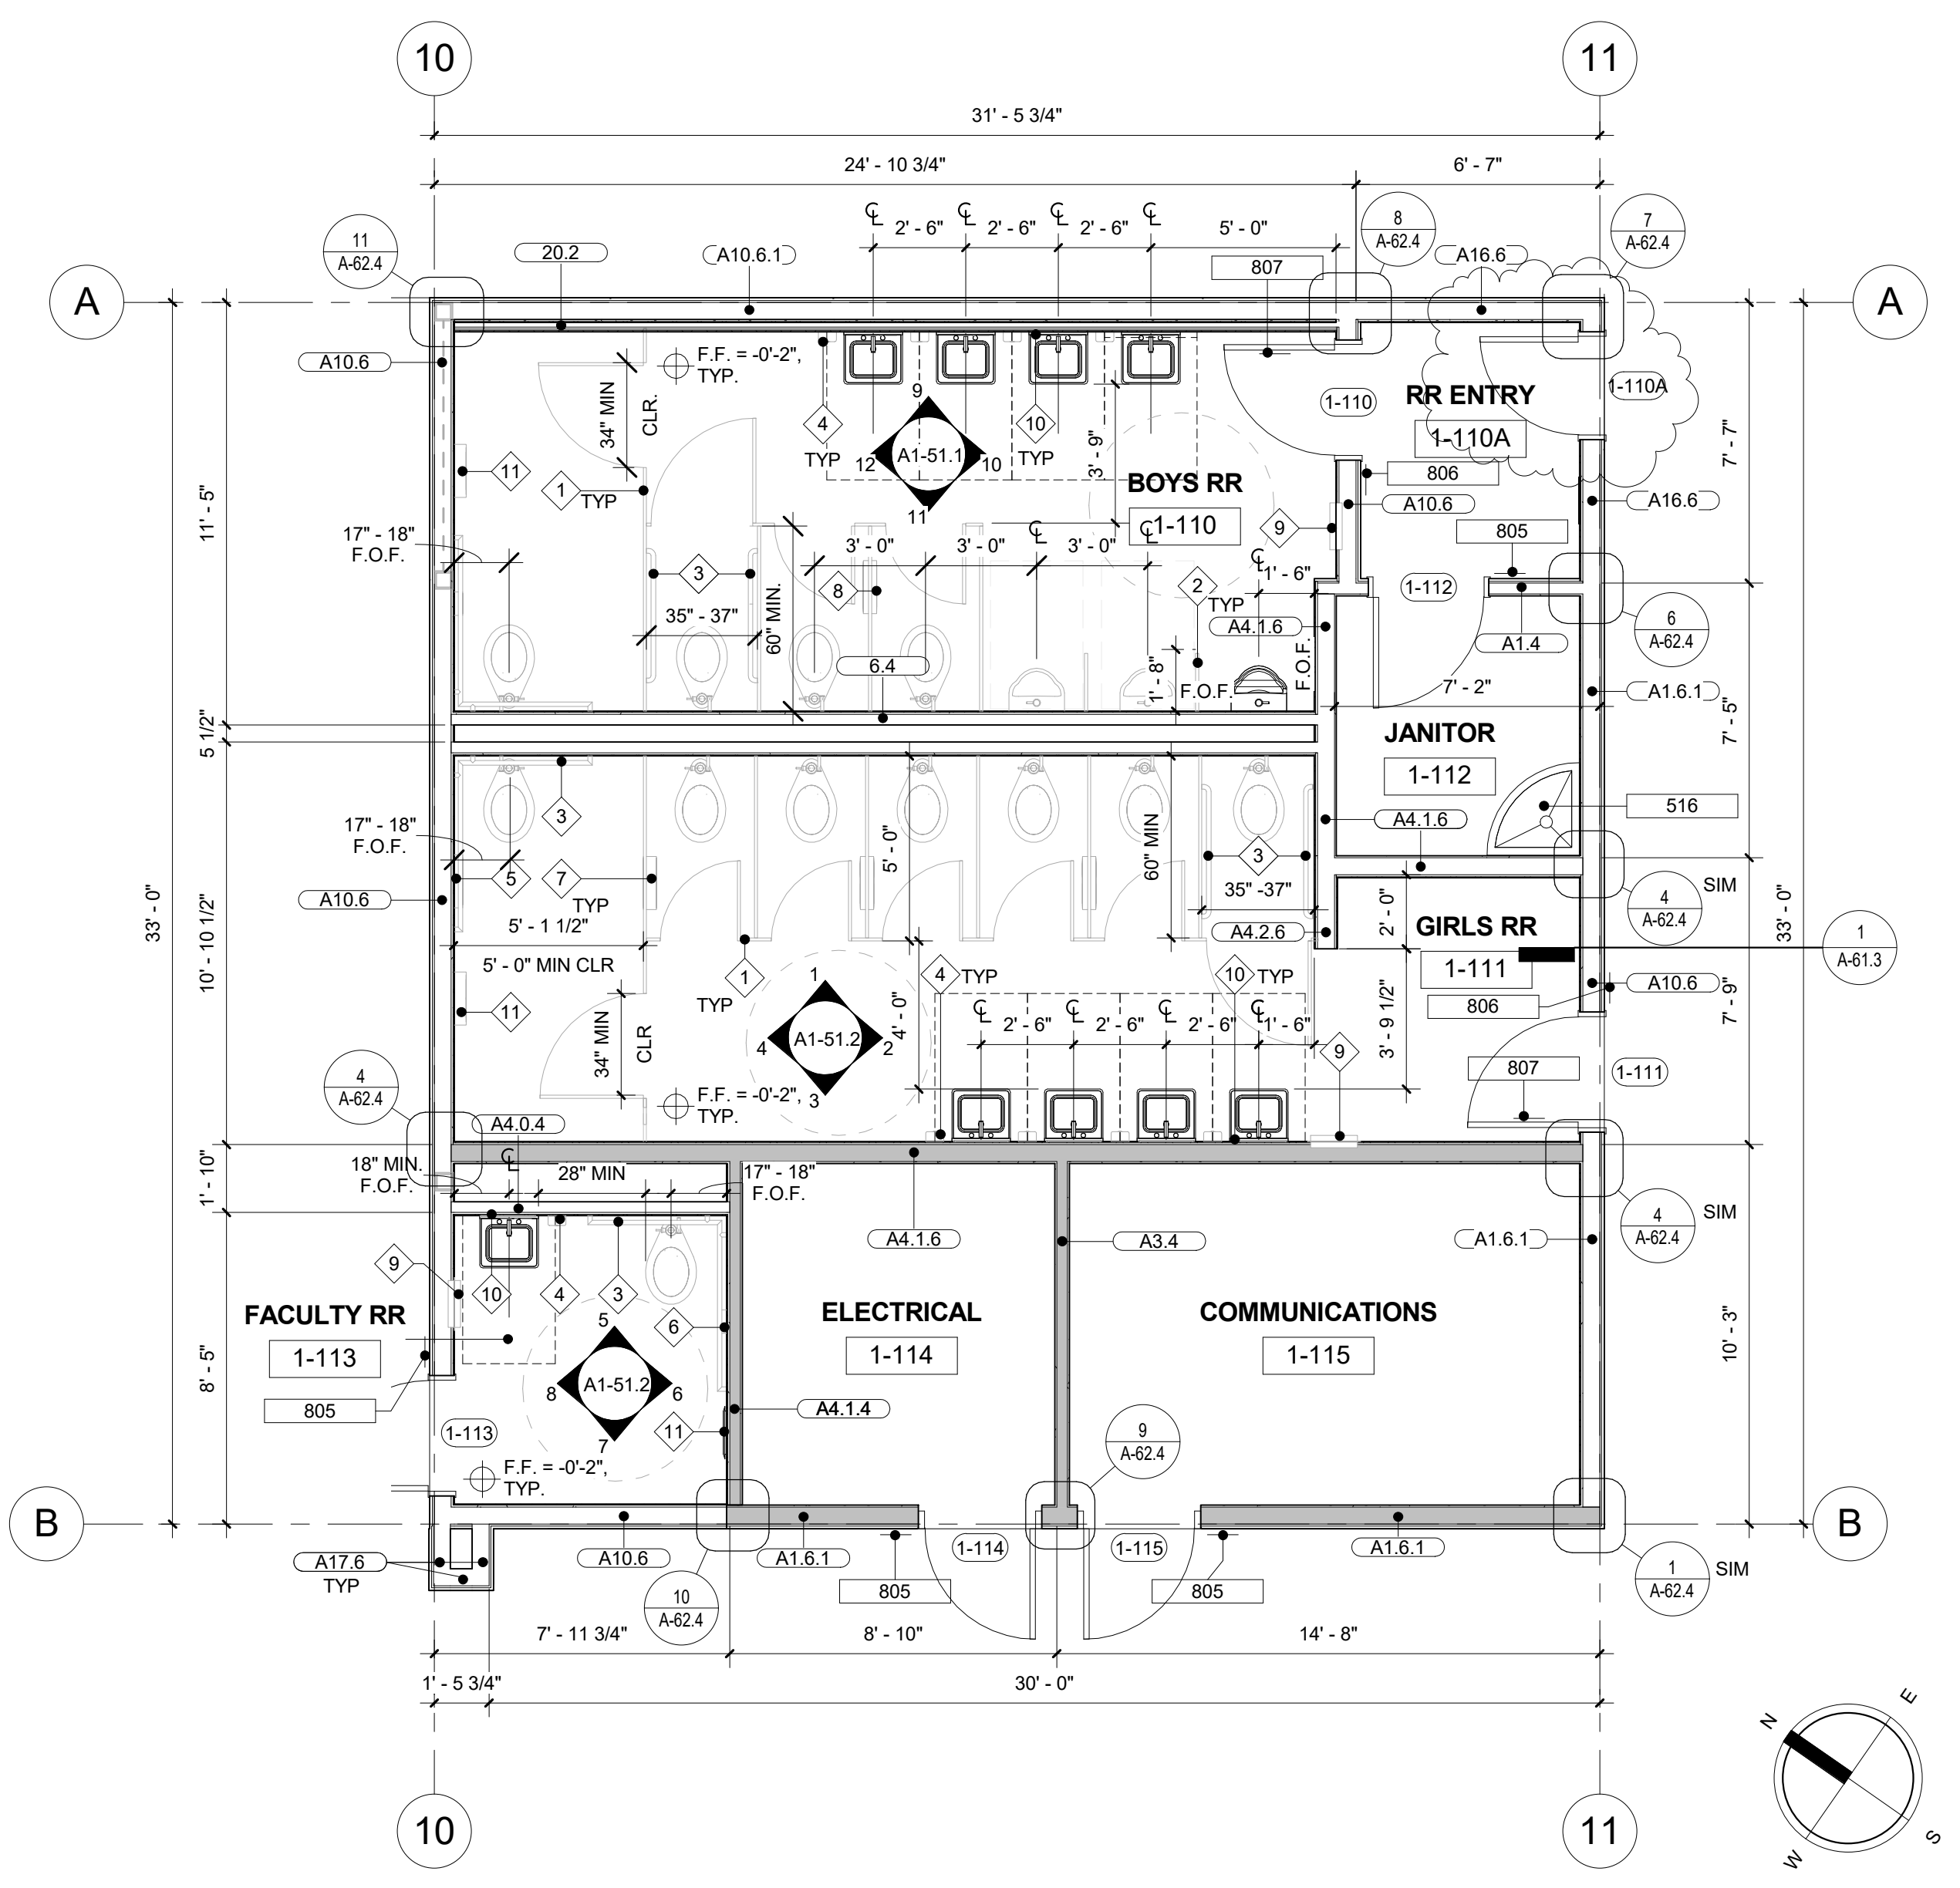 10
11
31' - 5 3/4"
24' - 10 3/4"
6' - 7"
11
A-62.4
20.2
A10.6.1
2' - 6"
2' - 6"
2' - 6"
5' - 0"
807
8
A-62.4
A16.6
7
A-62.4
A
A
A10.6
F.F. = -0'-2",
TYP.
34" MIN
CLR.
9
A1-51.1
12
10
11
4
TYP
10
TYP
3' - 9"
1-110
RR ENTRY
1-110A
1-110A
7' - 7"
11
1
TYP
BOYS RR
1-110
806
A10.6
A16.6
9
805
11' - 5"
17" - 18"
F.O.F.
3' - 0"
3' - 0"
3' - 0"
3
8
35" - 37"
60" MIN.
2
TYP
1' - 6"
1-112
A4.1.6
A1.4
6
A-62.4
6.4
1' - 8"
F.O.F.
F.O.F.
7' - 2"
A1.6.1
7' - 5"
5 1/2"
JANITOR
1-112
516
3
17" - 18"
F.O.F.
5' - 0"
60" MIN
A4.1.6
5
7
TYP
3
35" -37"
4
A-62.4
SIM
A10.6
5' - 1 1/2"
5' - 0" MIN CLR
A4.2.6
2' - 0"
GIRLS RR
1-111
1
A-61.3
33' - 0"
33' - 0"
10' - 10 1/2"
1
TYP
4
TYP
10
TYP
806
A10.6
7' - 9"
11
34" MIN
CLR
1
A1-51.2
4
2
3
4' - 0"
2' - 6"
2' - 6"
2' - 6"
1' - 6"
3' - 9 1/2"
9
807
1-111
4
A-62.4
F.F. = -0'-2",
TYP.
A4.0.4
18" MIN.
F.O.F.
28" MIN
17" - 18"
F.O.F.
1' - 10"
4
A-62.4
SIM
A4.1.6
A3.4
A1.6.1
9
10
4
3
6
FACULTY RR
1-113
805
5
A1-51.2
8
6
7
ELECTRICAL
1-114
COMMUNICATIONS
1-115
10' - 3"
8' - 5"
A4.1.4
11
1-113
F.F. = -0'-2",
TYP.
9
A-62.4
B
B
A17.6
TYP
A10.6
A1.6.1
1-114
1-115
A1.6.1
805
805
10
A-62.4
1
A-62.4
SIM
7' - 11 3/4"
8' - 10"
14' - 8"
1' - 5 3/4"
30' - 0"
N
E
S
W
10
11